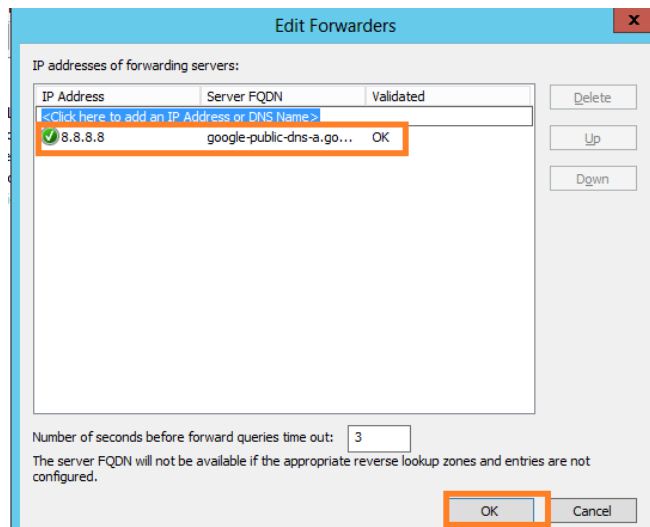 Edit Forwarders
x
IP addresses of forwarding servers:
IP Address Server FQDN Validated
<Click here to add an IP Address or DNS Name>
8.8.8.8 google-public-dns-a.go... OK
Delete
Up
Down
Number of seconds before forward queries time out: 3
The server FQDN will not be available if the appropriate reverse lookup zones and entries are not
configured.
OK Cancel